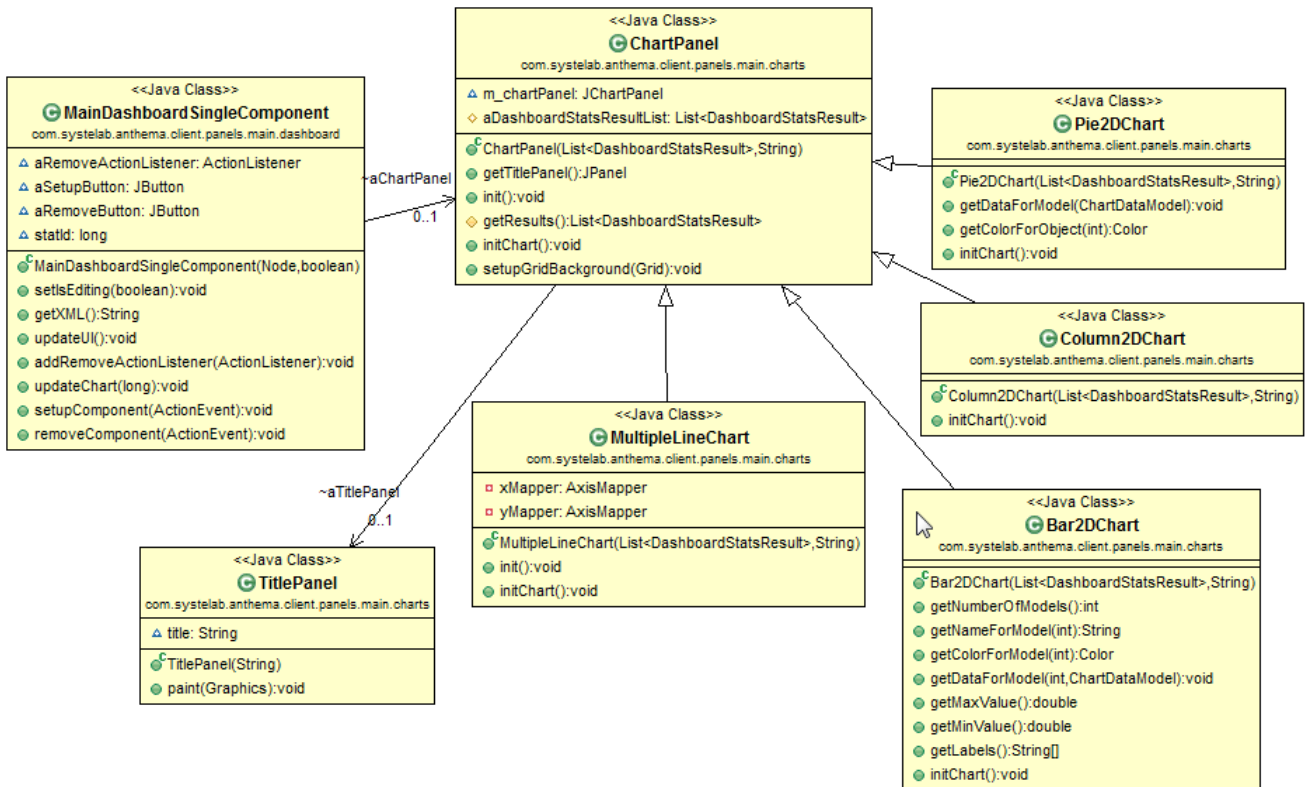 <<Java Class>>
MainDashboardSingleComponent
com.systelab.anthema.client.panels.main.dashboard
aRemoveActionListener: ActionListener
aSetupButton: JButton
aRemoveButton: JButton
statId: long
MainDashboardSingleComponent(Node,boolean)
setIsEditing(boolean):void
getXML():String
updateUI():void
addRemoveActionListener(ActionListener):void
updateChart(long):void
setupComponent(ActionEvent):void
removeComponent(ActionEvent):void
~aChartPanel
0..1
<<Java Class>>
ChartPanel
com.systelab.anthema.client.panels.main.charts
m_chartPanel: JChartPanel
aDashboardStatsResultList: List<DashboardStatsResult>
ChartPanel(List<DashboardStatsResult>,String)
getTitlePanel():JPanel
init():void
getResults():List<DashboardStatsResult>
initChart():void
setupGridBackground(Grid):void
<<Java Class>>
Pie2DChart
com.systelab.anthema.client.panels.main.charts
Pie2DChart(List<DashboardStatsResult>,String)
getDataForModel(ChartDataModel):void
getColorForObject(int):Color
initChart():void
<<Java Class>>
Column2DChart
com.systelab.anthema.client.panels.main.charts
Column2DChart(List<DashboardStatsResult>,String)
initChart():void
~aTitlePanel
0..1
<<Java Class>>
TitlePanel
com.systelab.anthema.client.panels.main.charts
title: String
TitlePanel(String)
paint(Graphics):void
<<Java Class>>
MultipleLineChart
com.systelab.anthema.client.panels.main.charts
xMapper: AxisMapper
yMapper: AxisMapper
MultipleLineChart(List<DashboardStatsResult>,String)
init():void
initChart():void
<<Java Class>>
Bar2DChart
com.systelab.anthema.client.panels.main.charts
Bar2DChart(List<DashboardStatsResult>,String)
getNumberOfModels():int
getNameForModel(int):String
getColorForModel(int):Color
getDataForModel(int,ChartDataModel):void
getMaxValue():double
getMinValue():double
getLabels():String[]
initChart():void